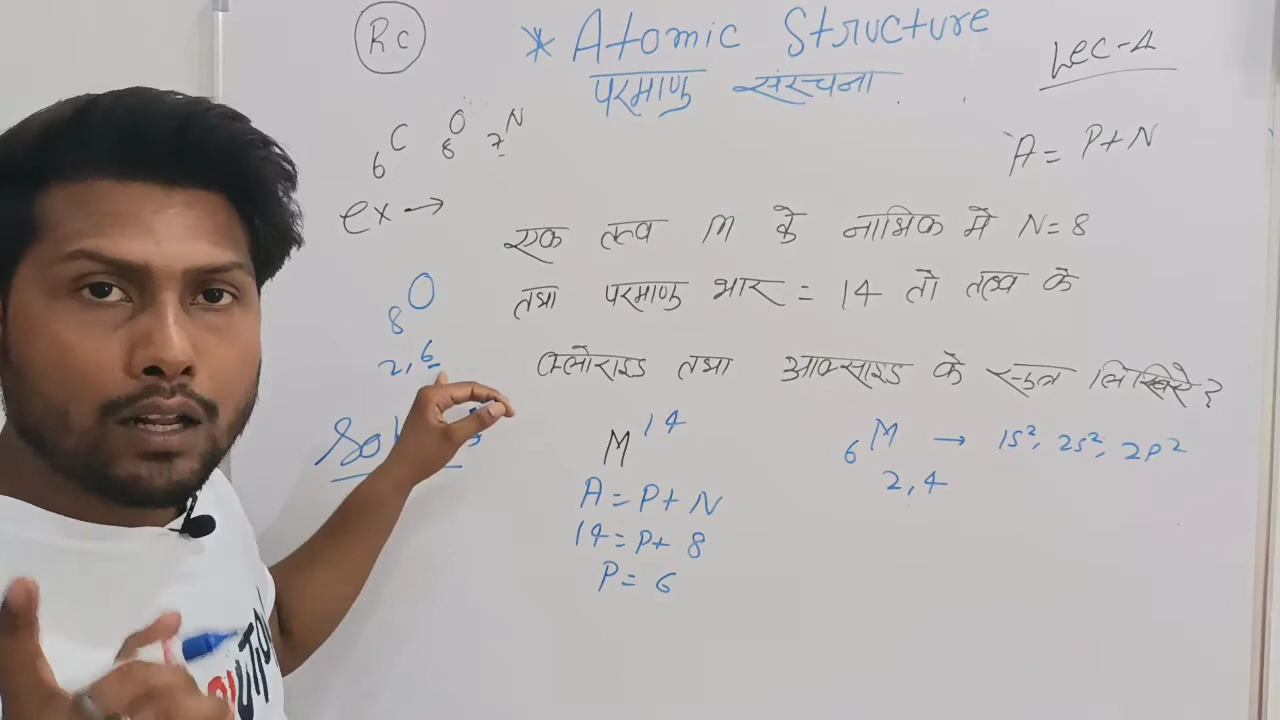 Rc
* Atomic Structure
परमाणु संरचना
Lec-4
6C 8O 7N
A = P+N
ex →
एक तत्व M के नाभिक में N=8
तथा परमाणु भार = 14 तो तत्व के
क्लोराइड तथा आक्साइड के सूत्र लिखिये?
8O
2,6
M14
6M → 1s2, 2s2, 2p2
2,4
A = P+N
14 = P+ 8
P = 6